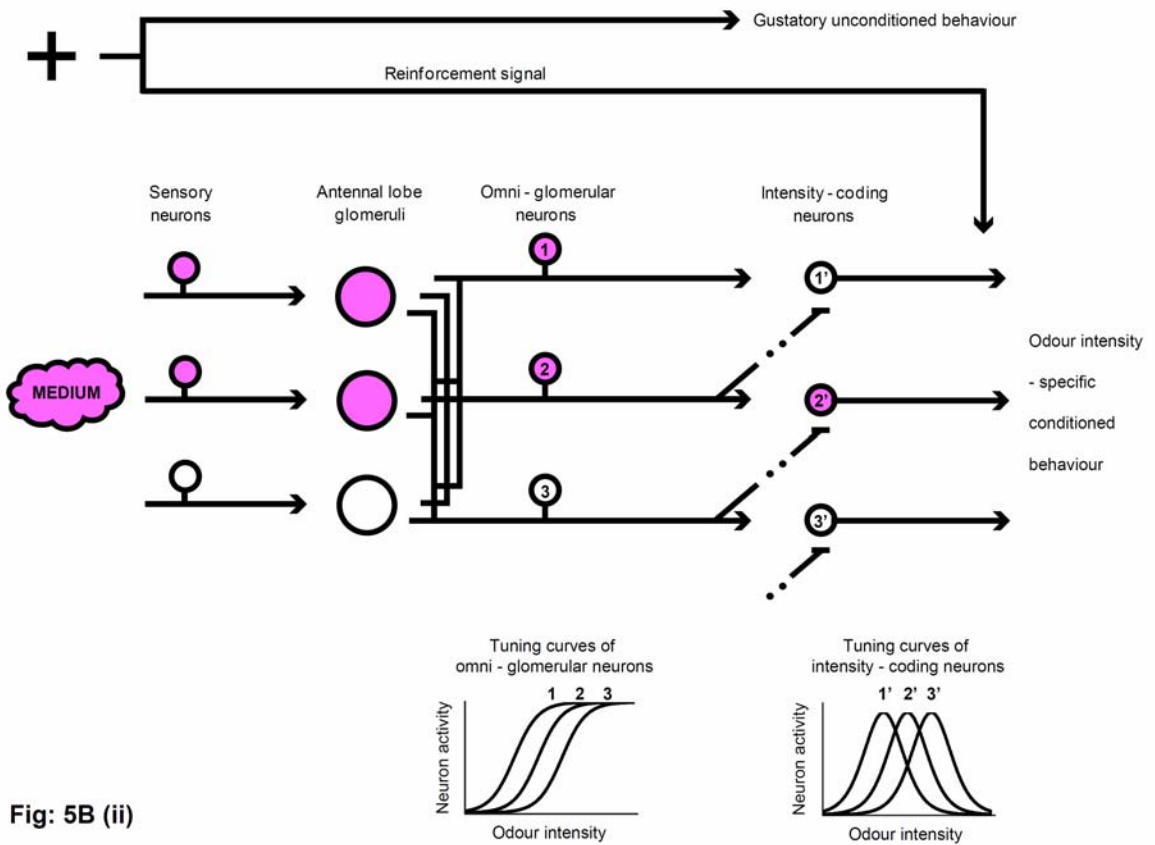 +
Gustatory unconditioned behaviour
Reinforcement signal
Sensory
neurons
Antennal lobe
glomeruli
Omni - glomerular
neurons
Intensity - coding
neurons
1
1’
MEDIUM
2
2’
3
3’
Odour intensity
- specific
conditioned
behaviour
Tuning curves of
omni - glomerular neurons
1 2 3
Neuron activity
Odour intensity
Tuning curves of
intensity - coding neurons
1’ 2’ 3’
Neuron activity
Odour intensity
Fig: 5B (ii)